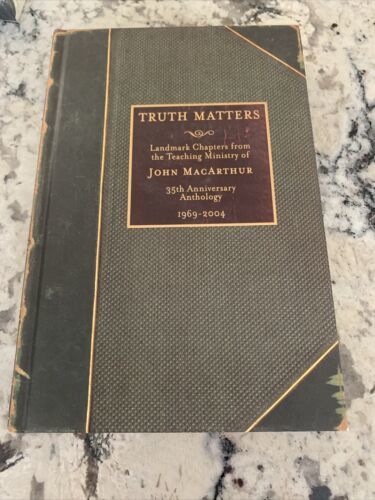 TRUTH MATTERS
Landmark Chapters from
the Teaching Ministry of
JOHN MACARTHUR
35th Anniversary
Anthology
1969-2004